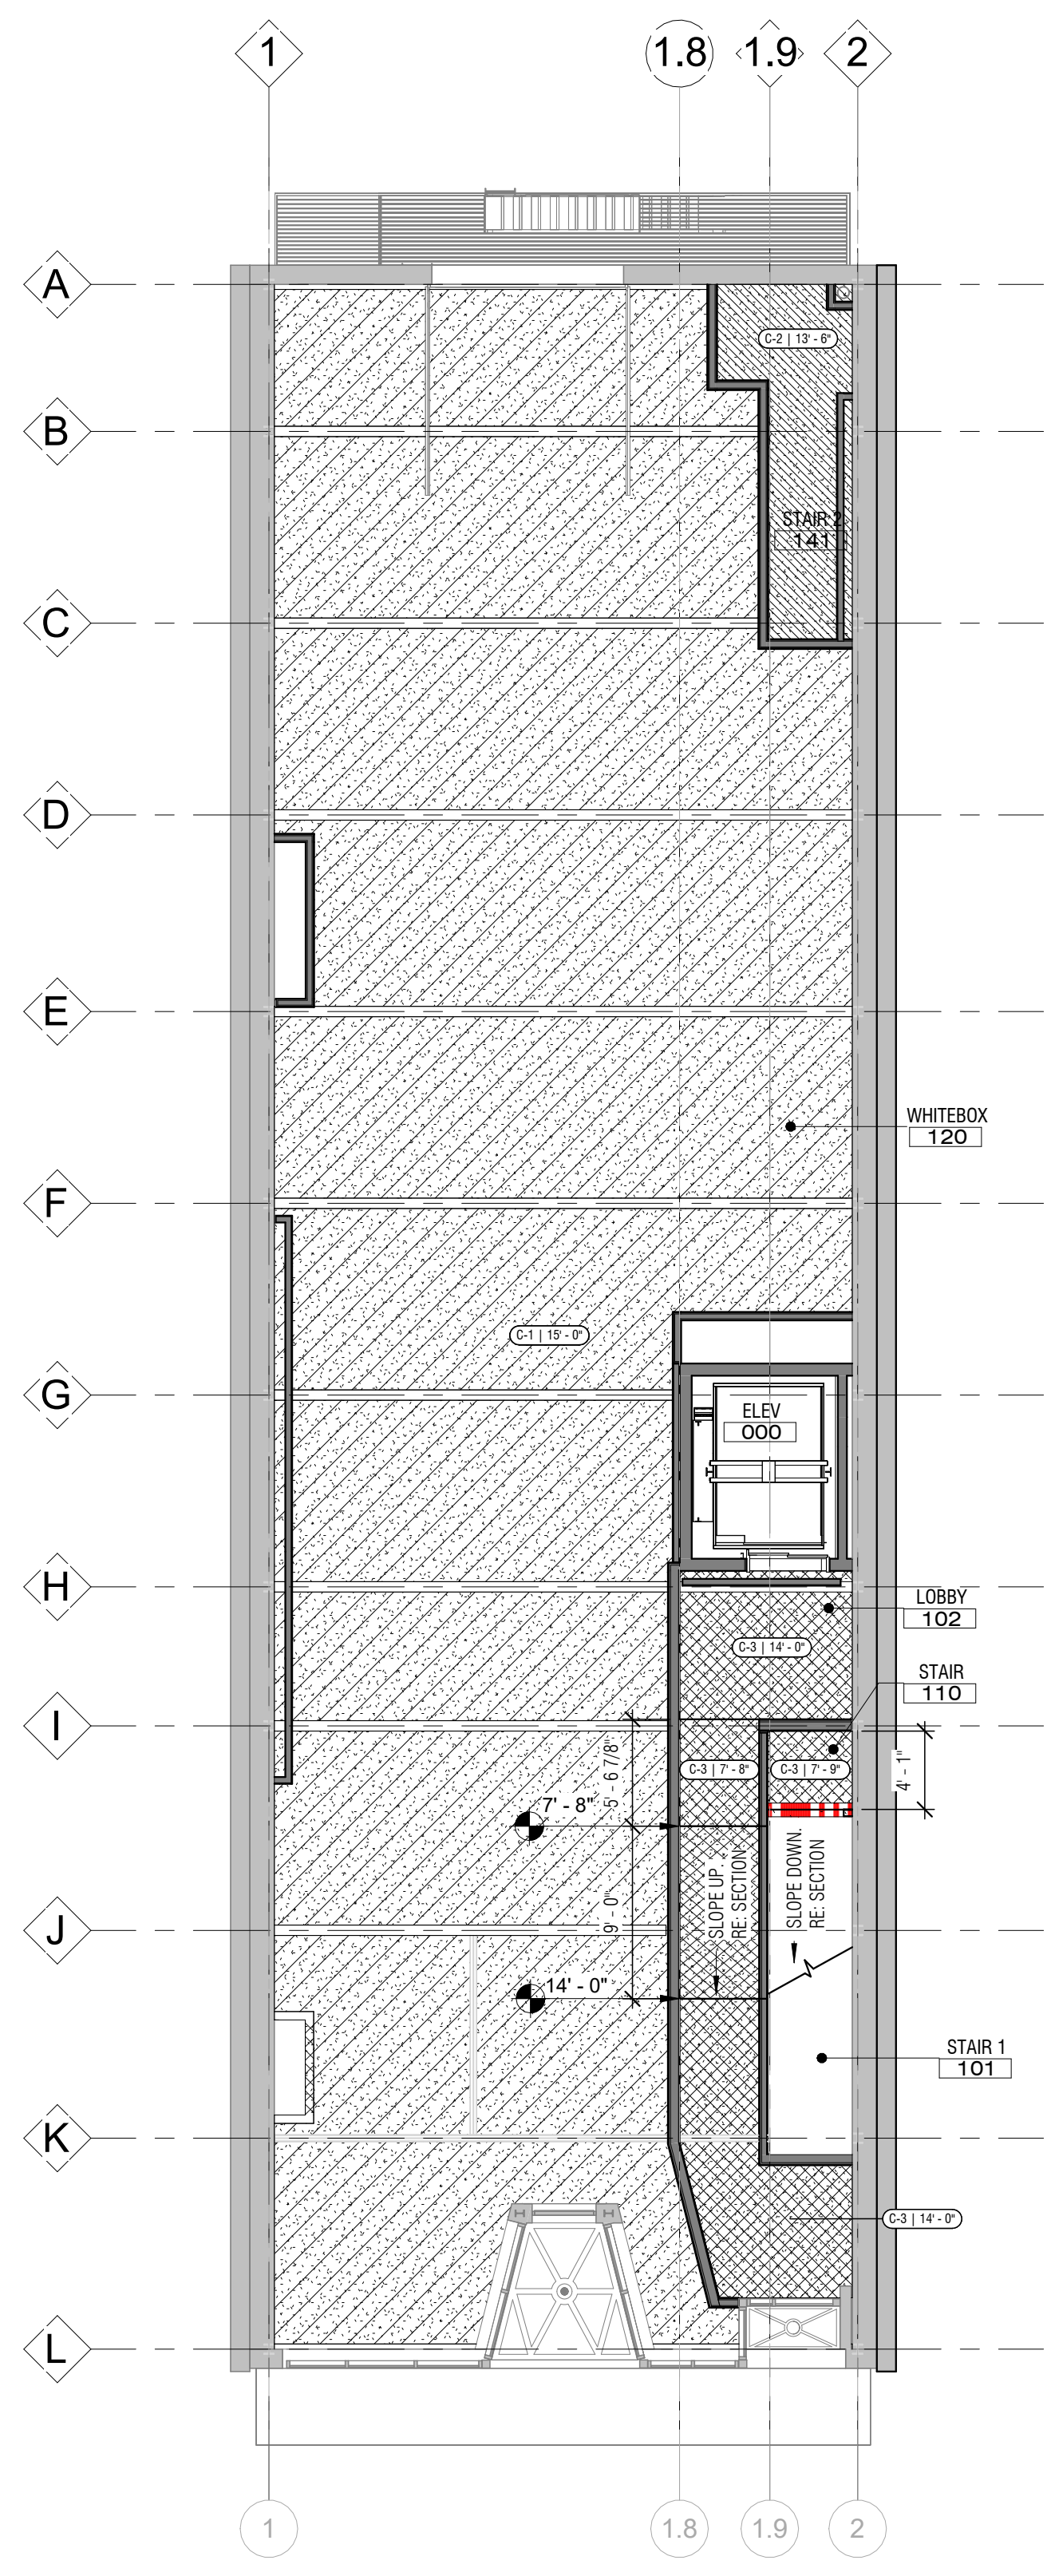 1
1.8
1.9
2
A
C-2 | 13' - 6"
B
STAIR 2
141
C
D
E
WHITEBOX
120
F
C-1 | 15' - 0"
G
ELEV
000
H
LOBBY
102
C-3 | 14' - 0"
STAIR
110
I
5' - 6 7/8"
C-3 | 7' - 8"
C-3 | 7' - 9"
4' - 1"
7' - 8"
9' - 0"
SLOPE UP.
RE: SECTION
SLOPE DOWN.
RE: SECTION
J
14' - 0"
STAIR 1
101
K
C-3 | 14' - 0"
L
1
1.8
1.9
2